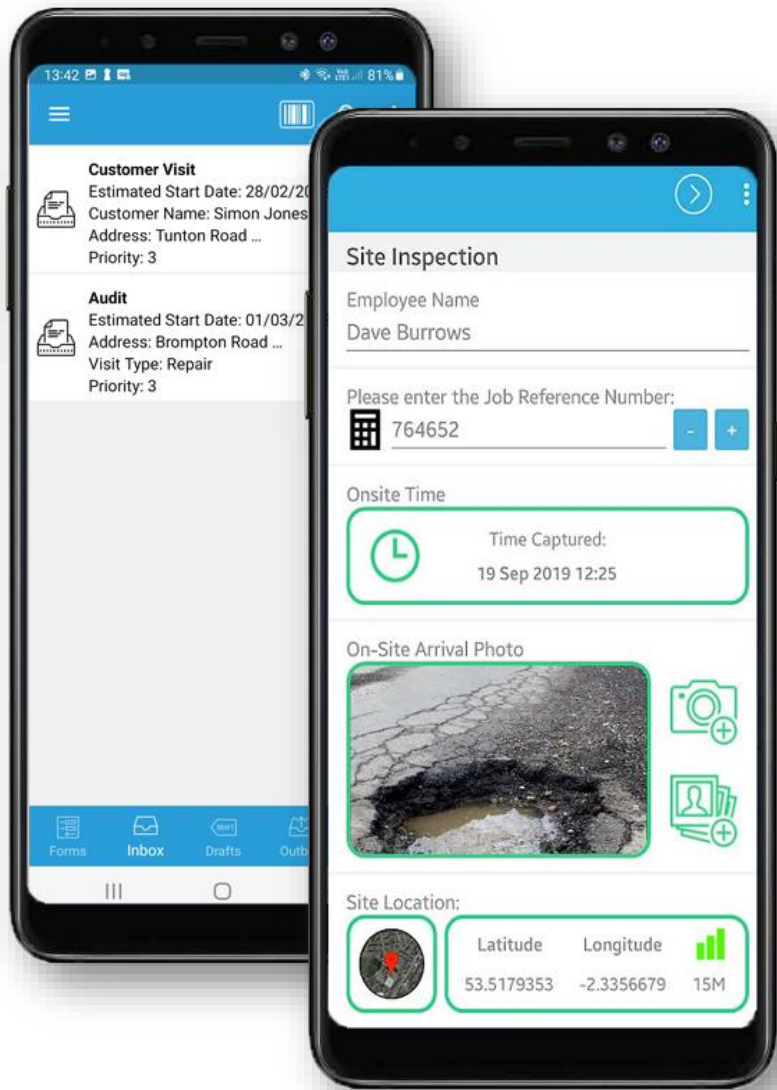 13:42
81%
Customer Visit
Estimated Start Date: 28/02/20
Customer Name: Simon Jones
Address: Tunton Road ...
Priority: 3
Audit
Estimated Start Date: 01/03/2
Address: Brompton Road ...
Visit Type: Repair
Priority: 3
Forms
Inbox
Drafts
Outb
Site Inspection
Employee Name
Dave Burrows
Please enter the Job Reference Number:
764652
- +
Onsite Time
Time Captured:
19 Sep 2019 12:25
On-Site Arrival Photo
Site Location:
Latitude Longitude
53.5179353 -2.3356679 15M